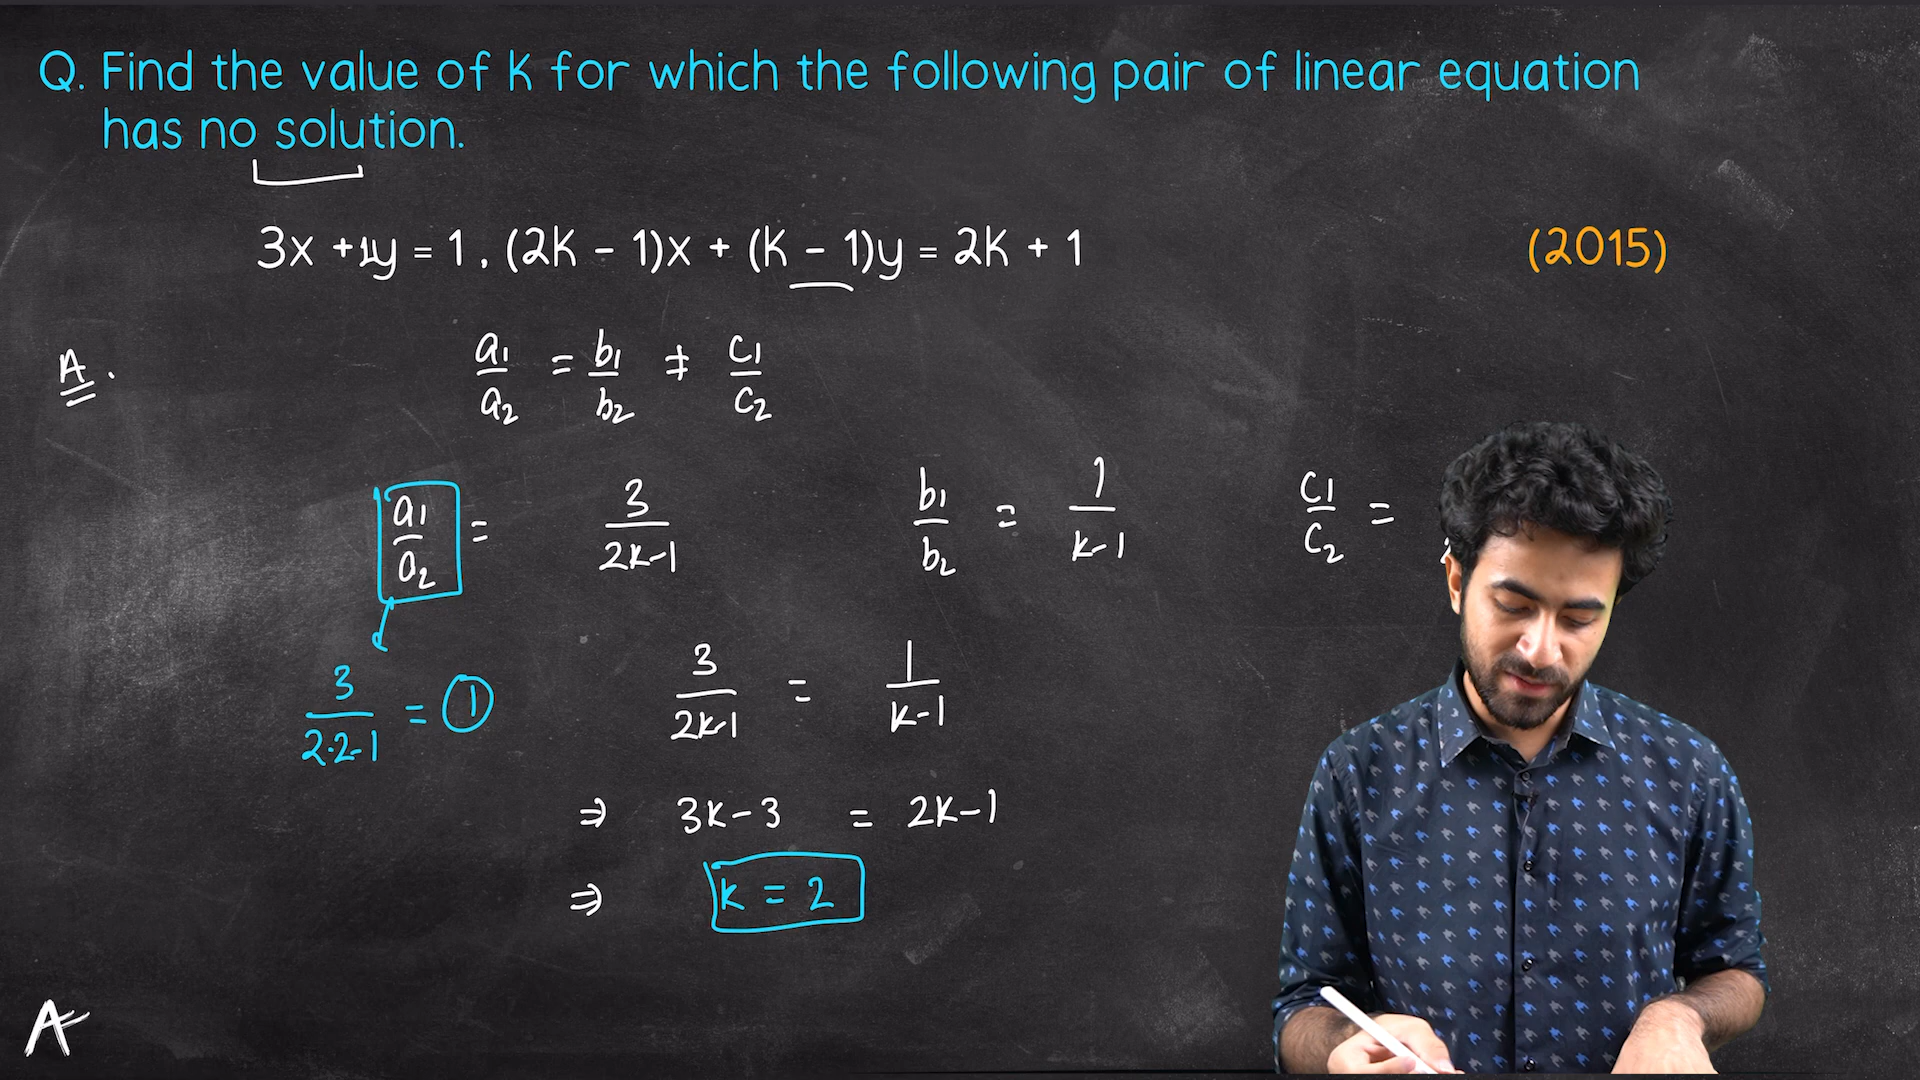 Q. Find the value of K for which the following pair of linear equation
has no solution.
3x + 1y = 1, (2K - 1)x + (K - 1)y = 2K + 1 (2015)
A.
a1/a2 = b1/b2 ≠ c1/c2
a1/a2 = 3/2k-1 b1/b2 = 1/k-1 c1/c2 =
3/2·2-1 = 1
3/2k-1 = 1/k-1
⇒ 3k-3 = 2k-1
⇒ k = 2